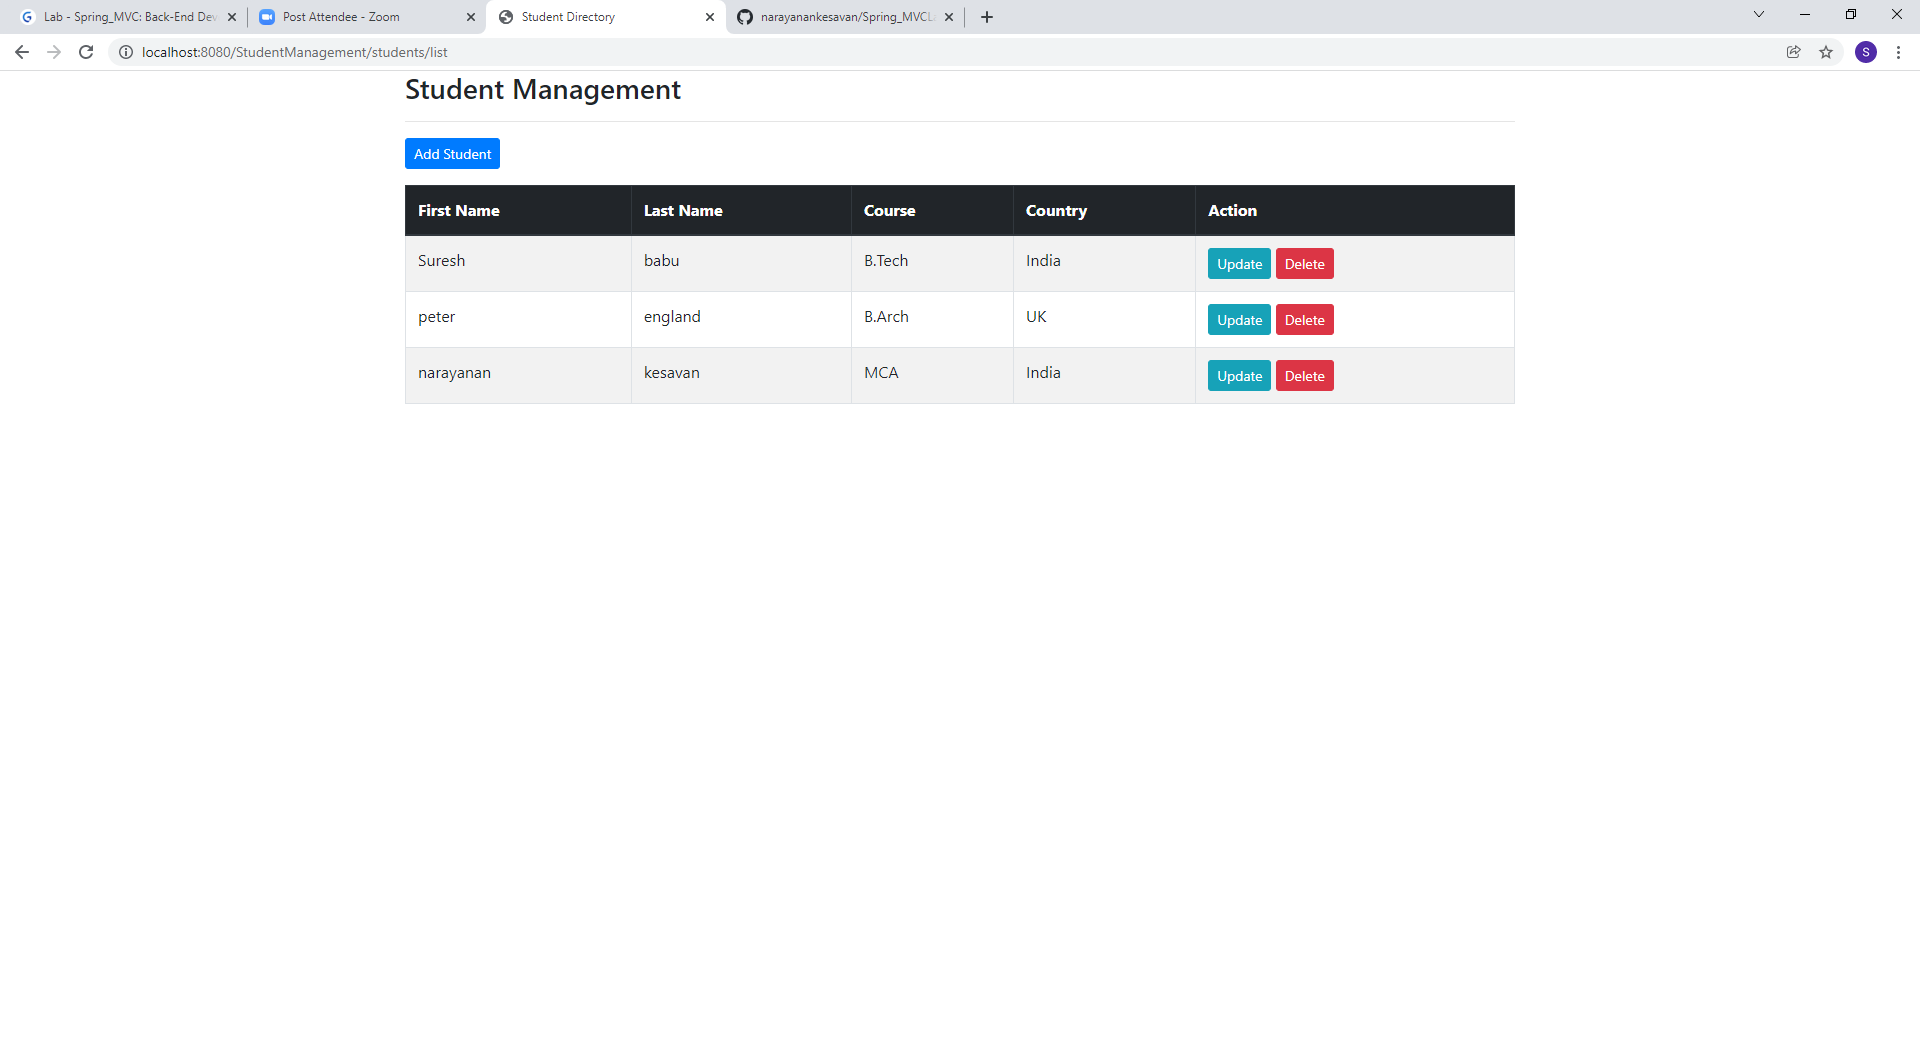 Lab - Spring_MVC: Back-End Dev
Post Attendee - Zoom
Student Directory
narayanankesavan/Spring_MVCL
localhost:8080/StudentManagement/students/list
S
Student Management
Add Student
First Name Last Name Course Country Action
Suresh babu B.Tech India Update Delete
peter england B.Arch UK Update Delete
narayanan kesavan MCA India Update Delete